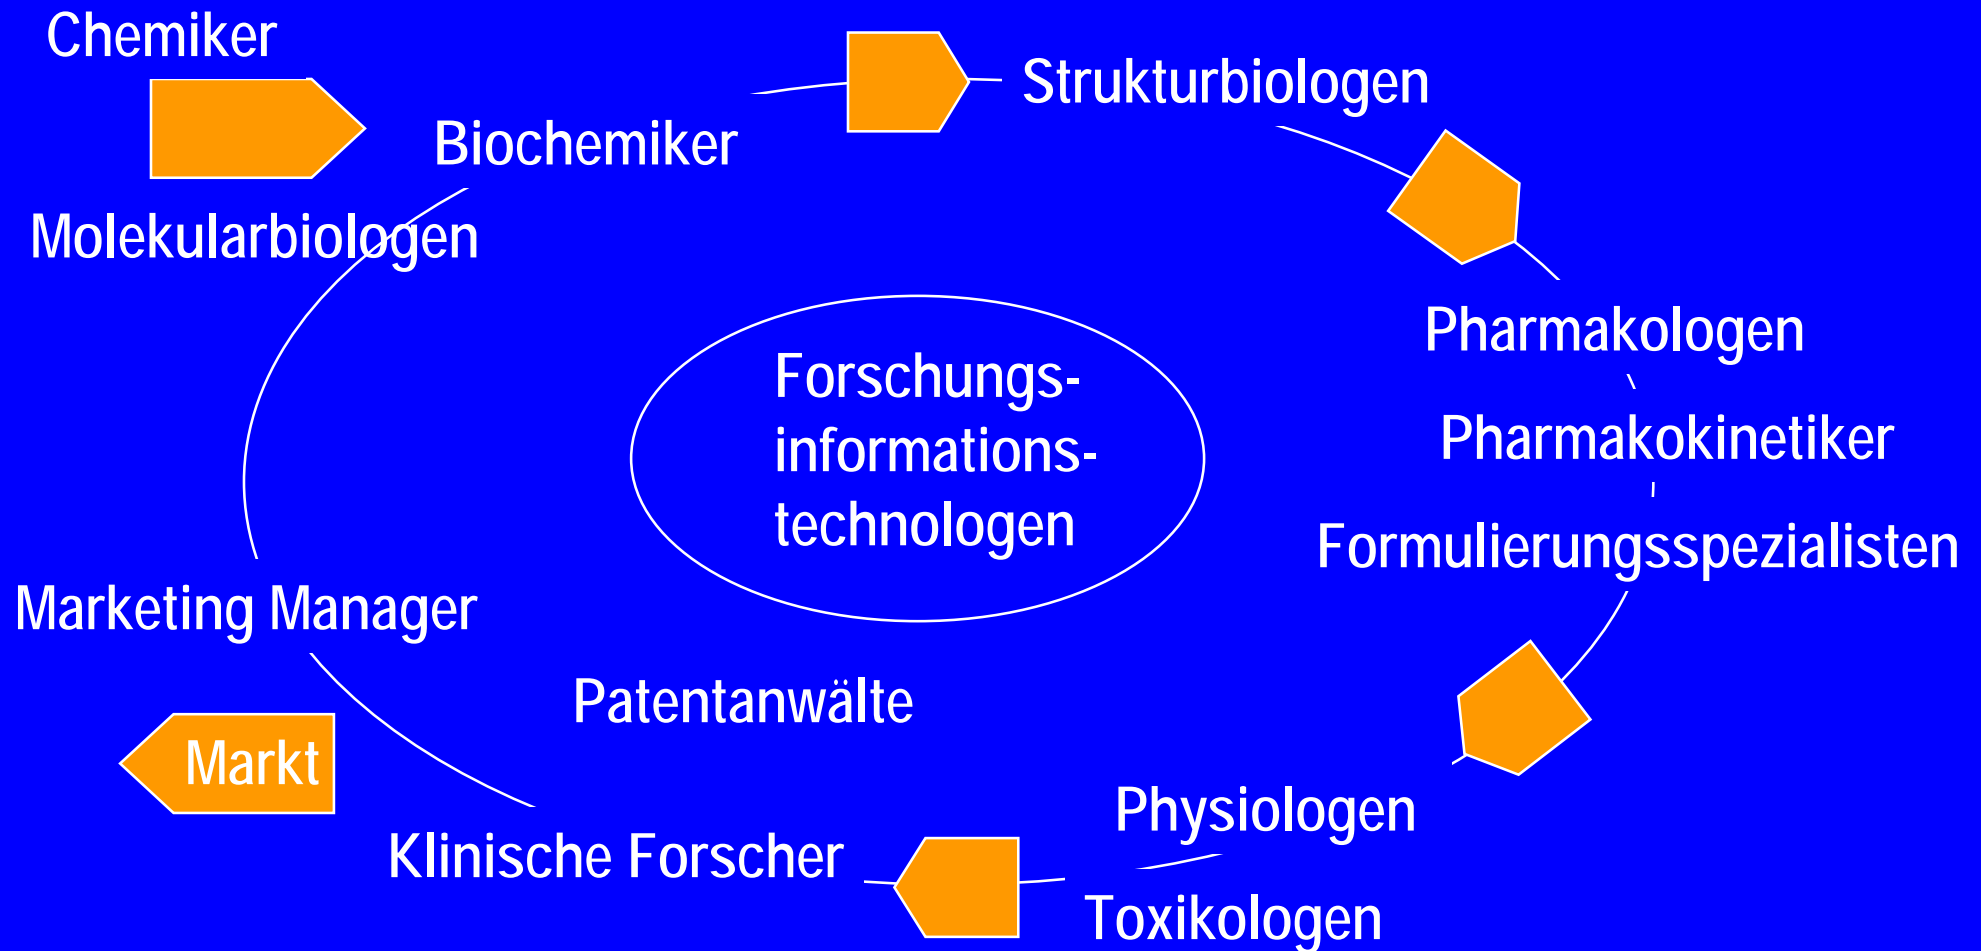 Chemiker
Strukturbiologen
Biochemiker
Molekularbiologen
Pharmakologen
Forschungs-
informations-
technologen
Pharmakokinetiker
Formulierungsspezialisten
Marketing Manager
Patentanwälte
Markt
Physiologen
Klinische Forscher
Toxikologen